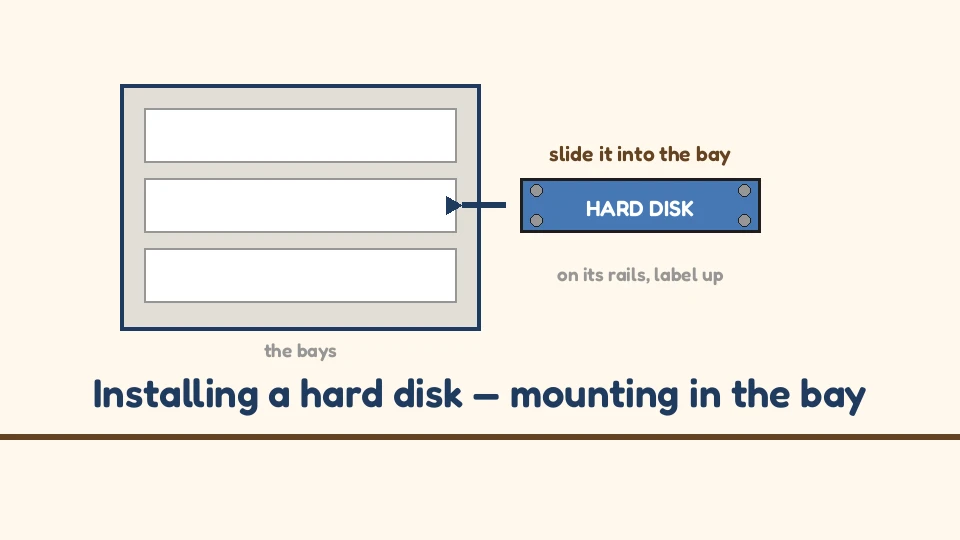 slide it into the bay
HARD DISK
on its rails, label up
the bays
Installing a hard disk — mounting in the bay